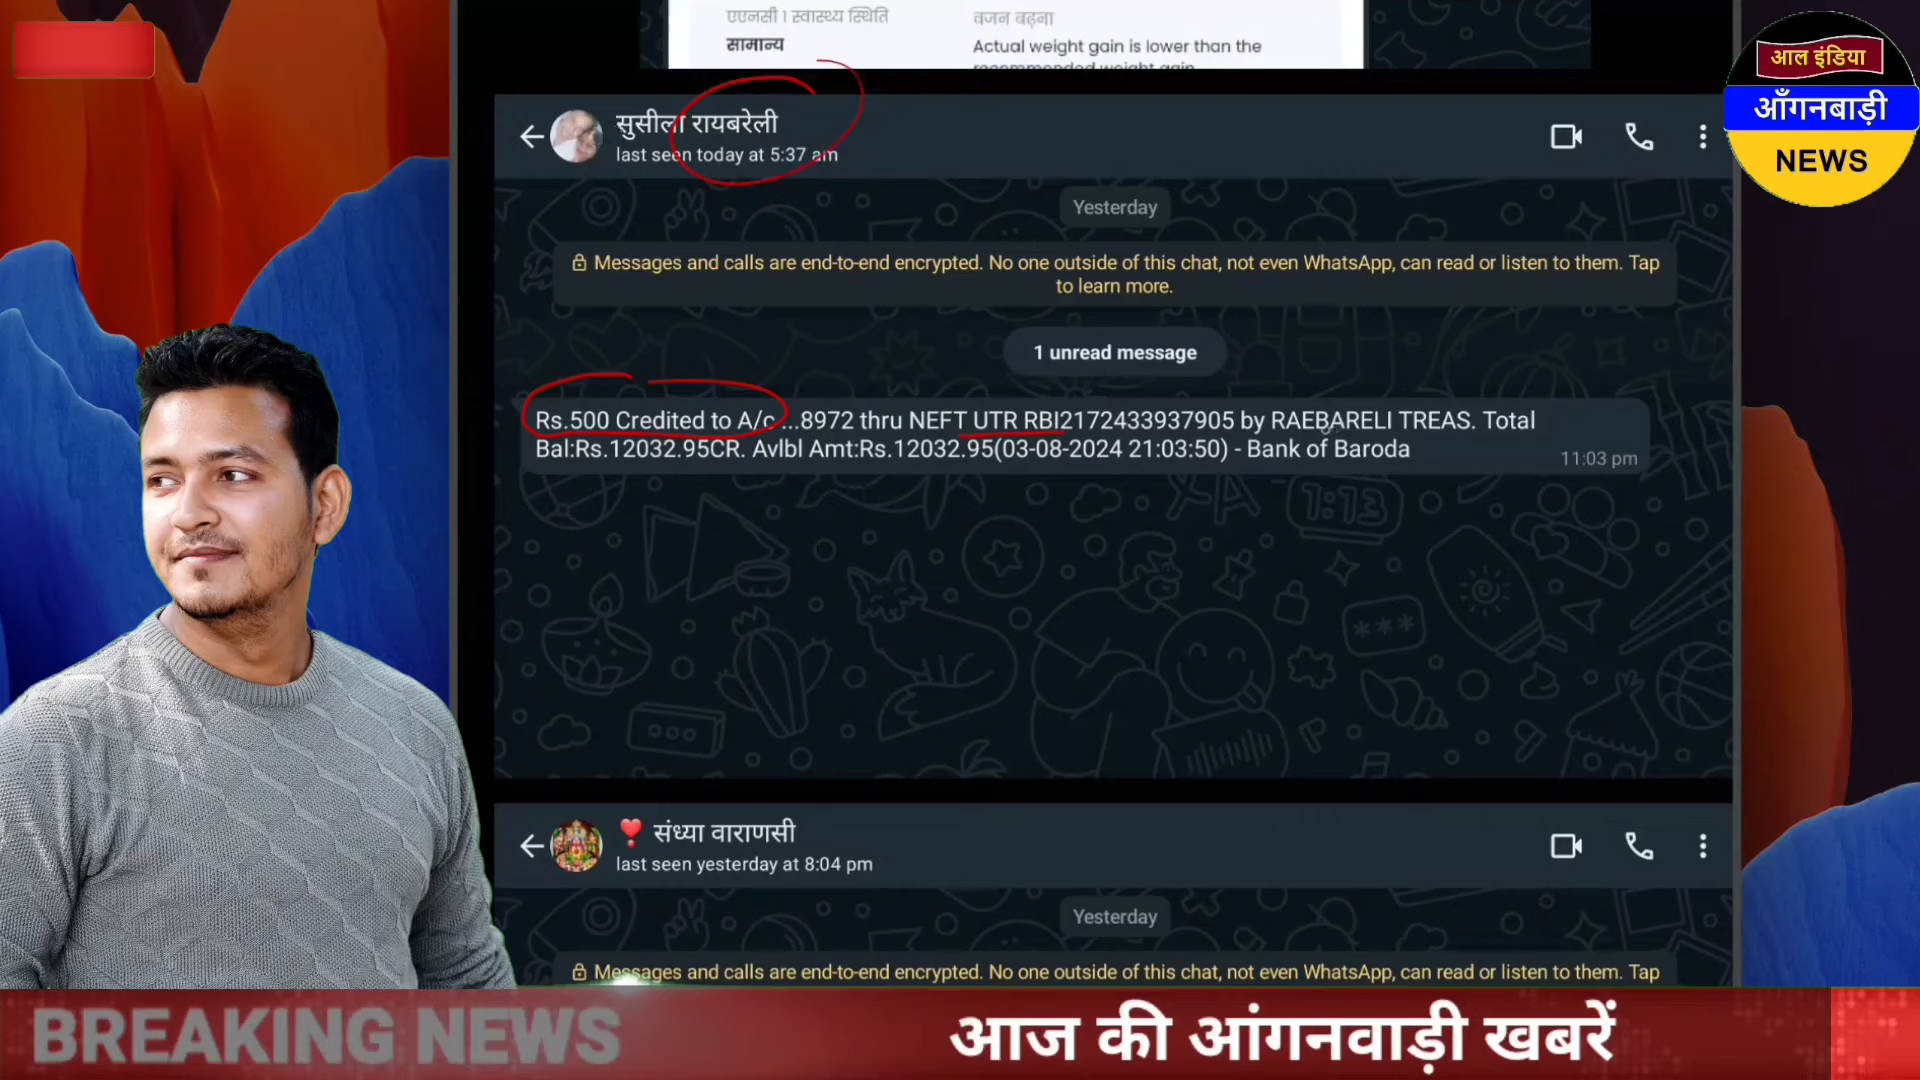 एएनसी 1 स्वास्थ्य स्थिति
वजन बढ़ना
सामान्य
Actual weight gain is lower than the
recommended weight gain
आल इंडिया
आँगनबाड़ी
NEWS
सुसीला रायबरेली
last seen today at 5:37 am
Yesterday
Messages and calls are end-to-end encrypted. No one outside of this chat, not even WhatsApp, can read or listen to them. Tap
to learn more.
1 unread message
Rs.500 Credited to A/c ...8972 thru NEFT UTR RBI2172433937905 by RAEBARELI TREAS. Total
Bal:Rs.12032.95CR. Avlbl Amt:Rs.12032.95(03-08-2024 21:03:50) - Bank of Baroda
11:03 pm
❣️ संध्या वाराणसी
last seen yesterday at 8:04 pm
Yesterday
Messages and calls are end-to-end encrypted. No one outside of this chat, not even WhatsApp, can read or listen to them. Tap
BREAKING NEWS
आज की आंगनवाड़ी खबरें